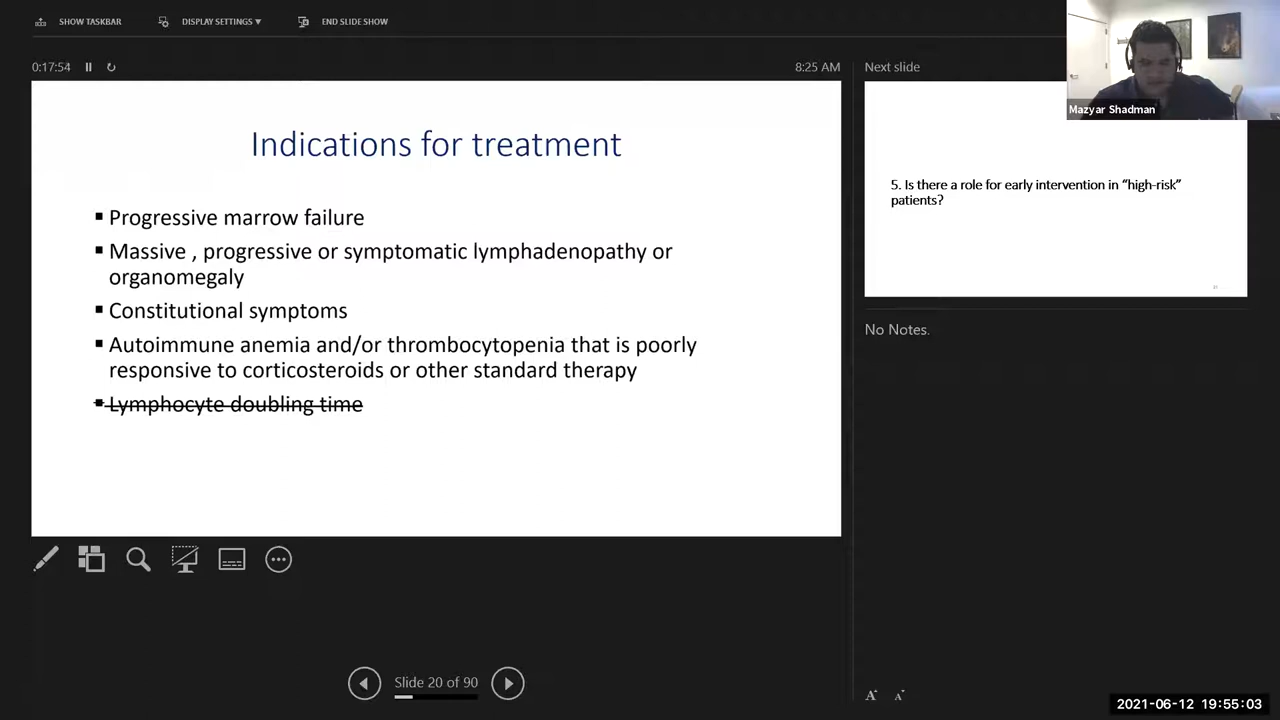 SHOW TASKBAR
DISPLAY SETTINGS ▼
END SLIDE SHOW
0:17:54
8:25 AM
Next slide
Mazyar Shadman
Indications for treatment
▪ Progressive marrow failure
▪ Massive , progressive or symptomatic lymphadenopathy or
organomegaly
▪ Constitutional symptoms
▪ Autoimmune anemia and/or thrombocytopenia that is poorly
responsive to corticosteroids or other standard therapy
▪ Lymphocyte doubling time
5. Is there a role for early intervention in “high-risk”
patients?
No Notes.
Slide 20 of 90
A A
2021-06-12 19:55:03